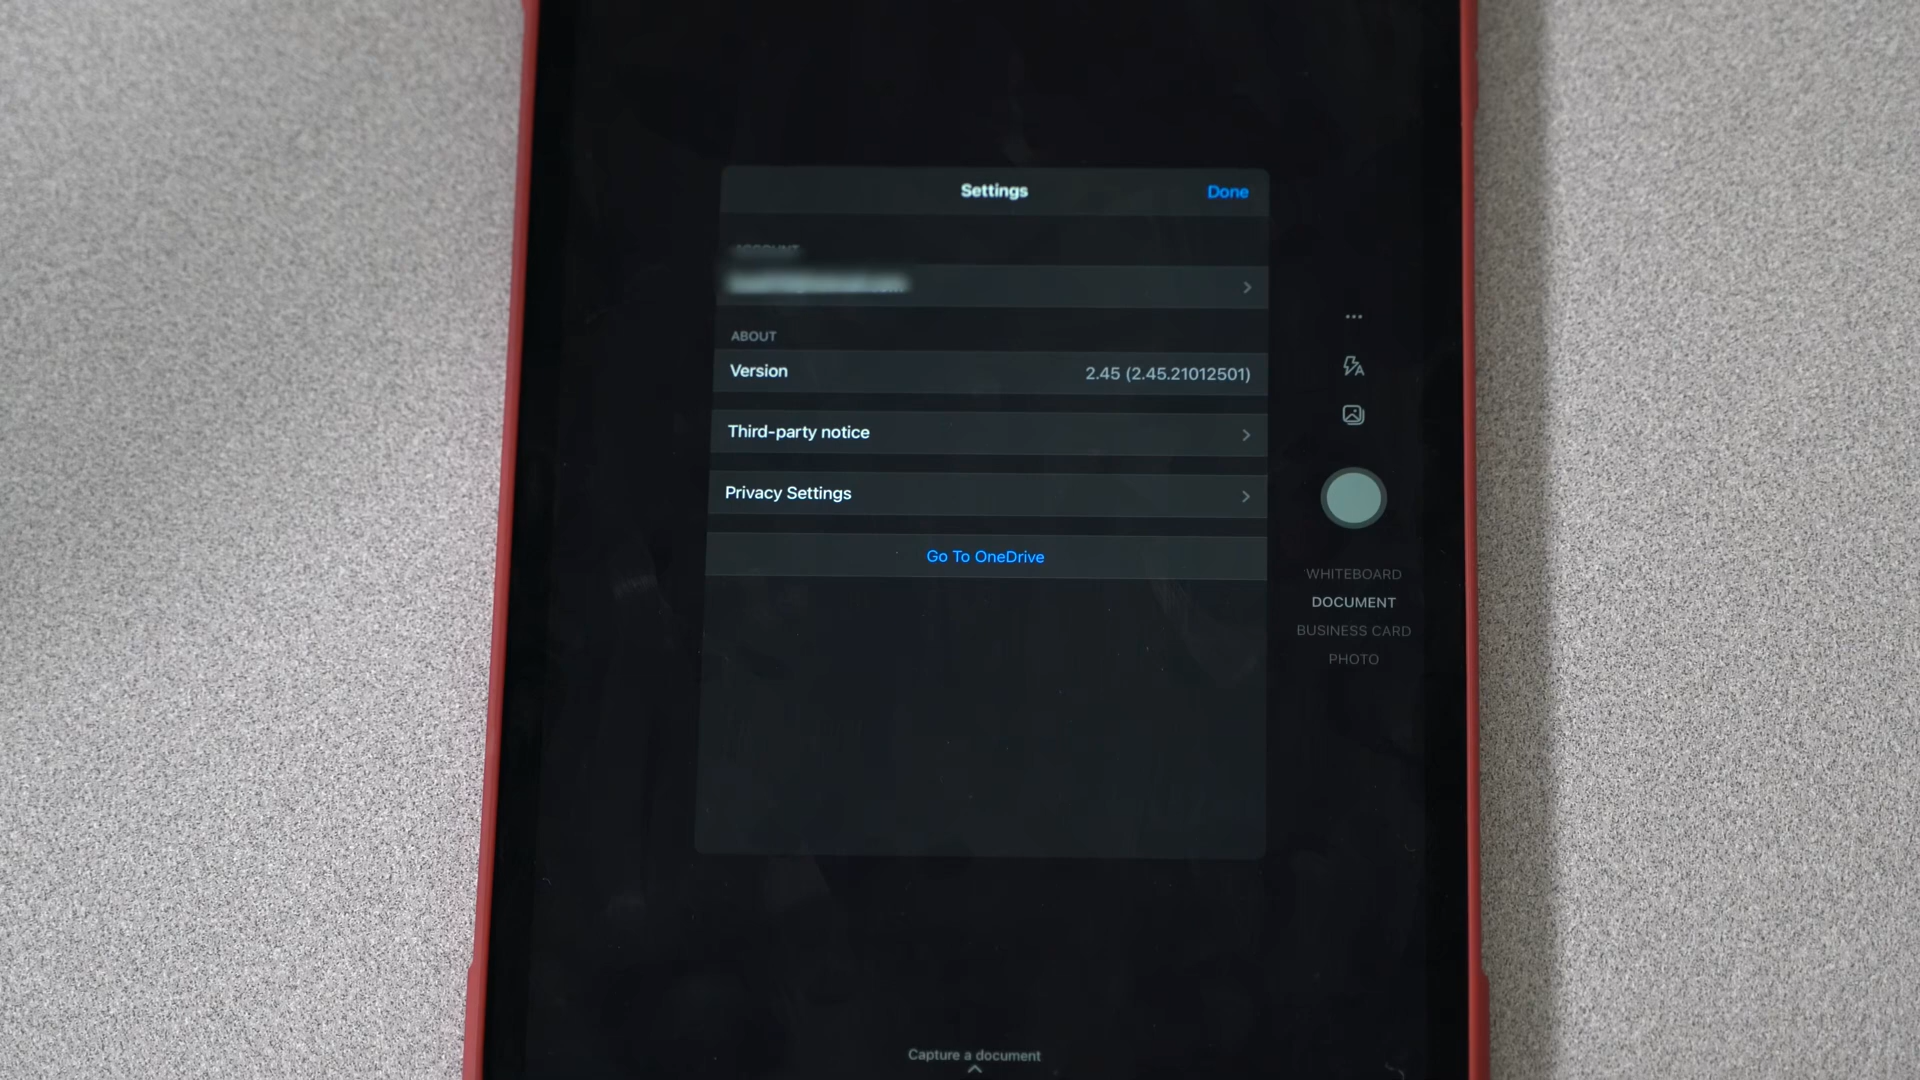 Settings
Done
ACCOUNT
ABOUT
Version
2.45 (2.45.21012501)
Third-party notice
Privacy Settings
Go To OneDrive
WHITEBOARD
DOCUMENT
BUSINESS CARD
PHOTO
Capture a document